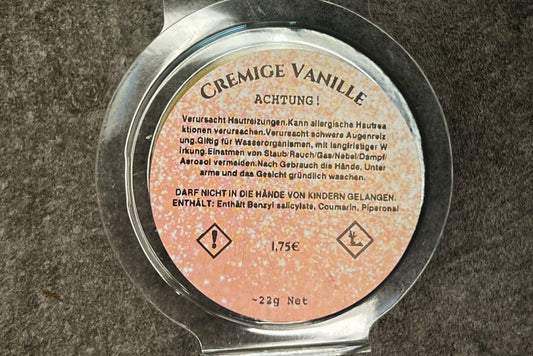 CREMIGE VANILLE
ACHTUNG!
Verursacht Hautreizungen.Kann allergische Hautrea
ktionen verursachen.Verursacht schwere Augenreiz
ung.Giftig für Wasserorganismen, mit langfristiger W
irkung.Einatmen von Staub/Rauch/Gas/Nebel/Dampf/
Aerosol vermeiden.Nach Gebrauch die Hände, Unter
arme und das Gesicht gründlich waschen.
DARF NICHT IN DIE HÄNDE VON KINDERN GELANGEN.
ENTHÄLT: Enthält Benzyl salicylate, Coumarin, Piperonal
1,75€
~22g Net